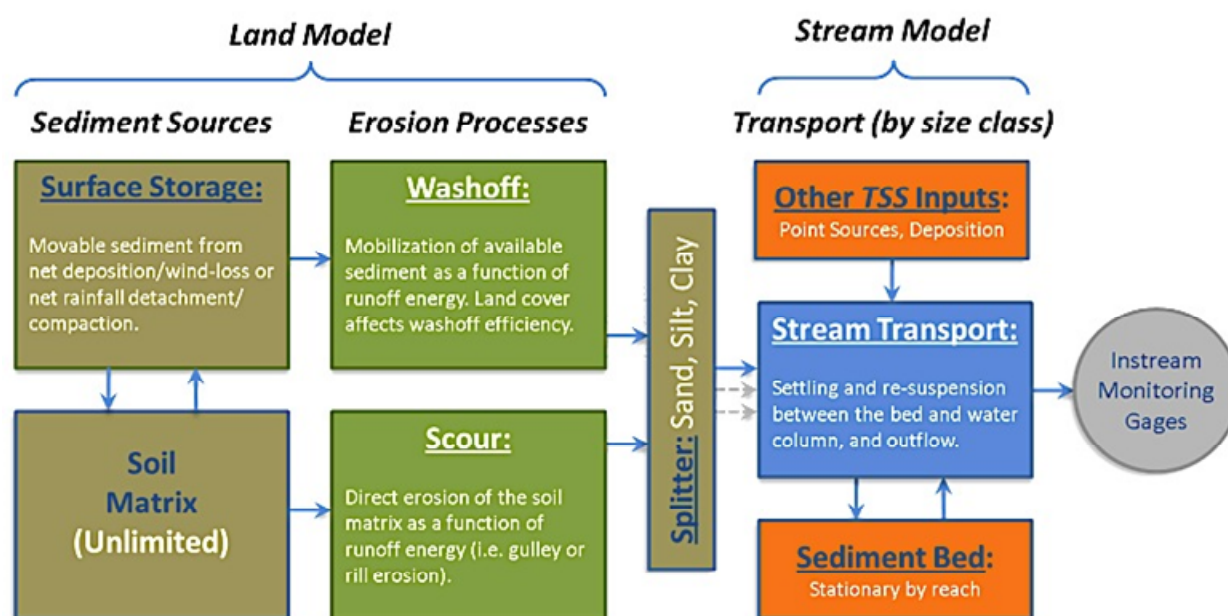 Land Model
Stream Model
Sediment Sources
Erosion Processes
Transport (by size class)
Surface Storage:
Movable sediment from
net deposition/wind-loss or
net rainfall detachment/
compaction.
Washoff:
Mobilization of available
sediment as a function of
runoff energy. Land cover
affects washoff efficiency.
Soil
Matrix
(Unlimited)
Scour:
Direct erosion of the soil
matrix as a function of
runoff energy (i.e. gulley or
rill erosion).
Splitter: Sand, Silt, Clay
Other TSS Inputs:
Point Sources, Deposition
Stream Transport:
Settling and re-suspension
between the bed and water
column, and outflow.
Sediment Bed:
Stationary by reach
Instream
Monitoring
Gages